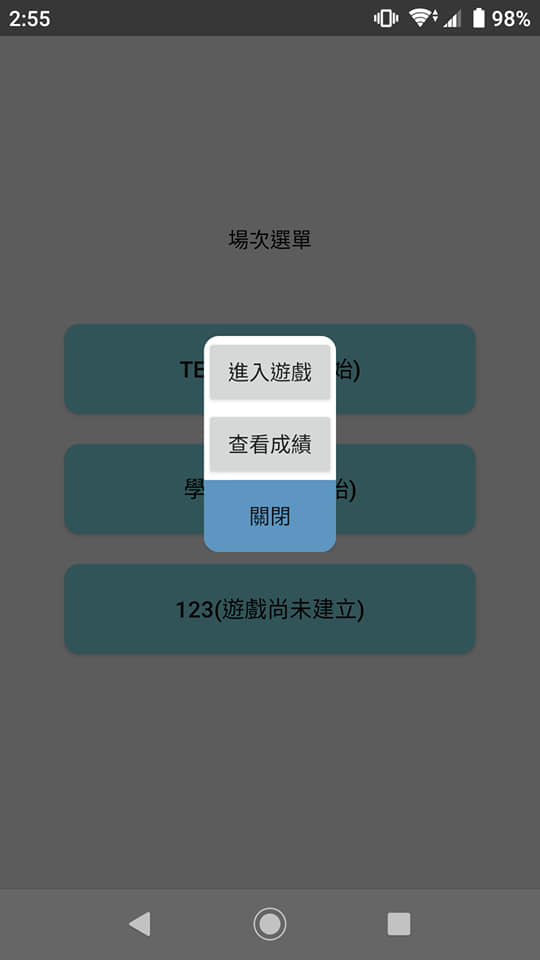 2:55
98%
場次選單
TE
始)
進入遊戲
查看成績
學
始)
關閉
123(遊戲尚未建立)